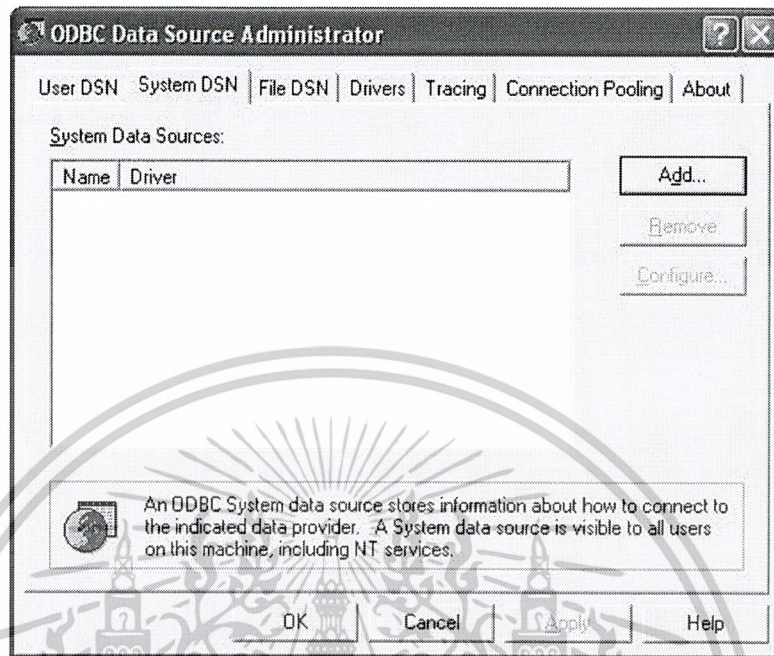 ODBC Data Source Administrator
User DSN System DSN File DSN Drivers Tracing Connection Pooling About
System Data Sources:
Name Driver
Add...
Remove
Configure...
An ODBC System data source stores information about how to connect to
the indicated data provider. A System data source is visible to all users
on this machine, including NT services.
OK Cancel Apply Help